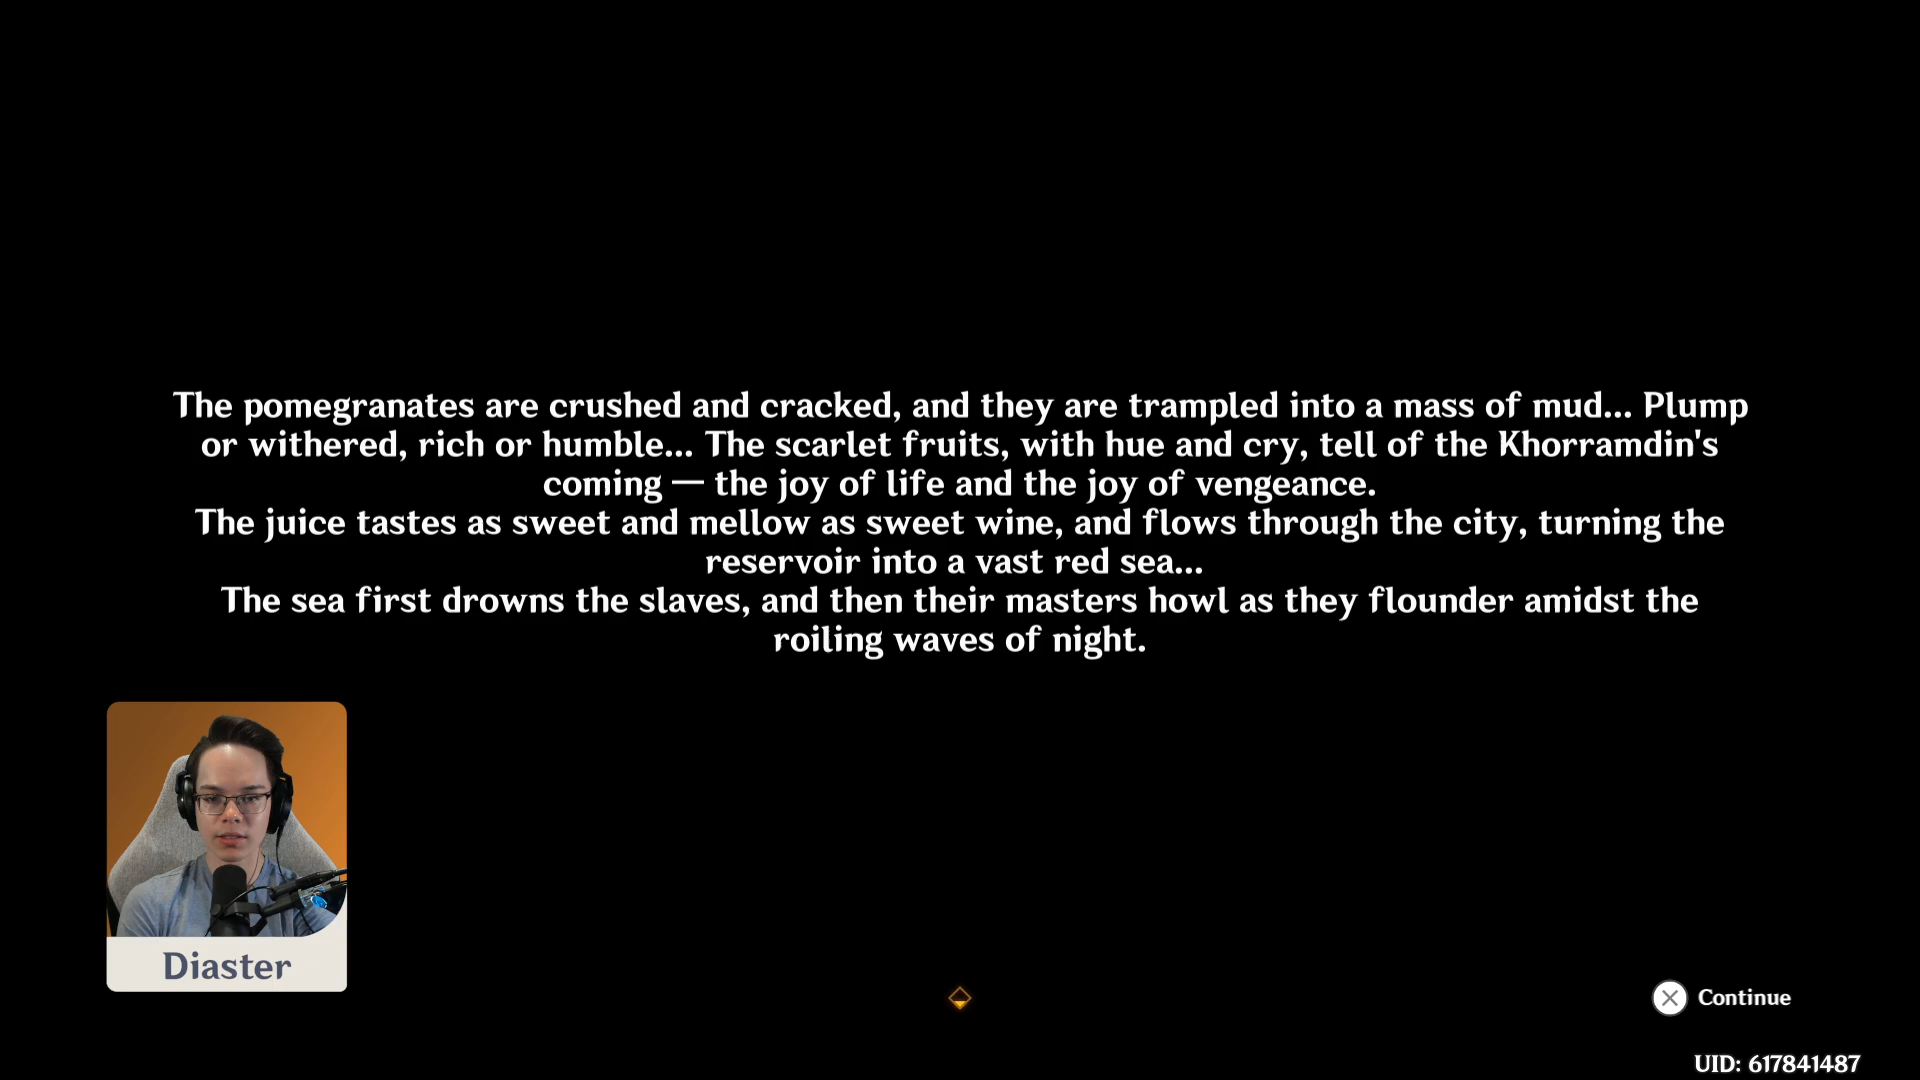 The pomegranates are crushed and cracked, and they are trampled into a mass of mud... Plump
or withered, rich or humble... The scarlet fruits, with hue and cry, tell of the Khorramdin's
coming — the joy of life and the joy of vengeance.
The juice tastes as sweet and mellow as sweet wine, and flows through the city, turning the
reservoir into a vast red sea...
The sea first drowns the slaves, and then their masters howl as they flounder amidst the
roiling waves of night.
Diaster
Continue
UID: 617841487